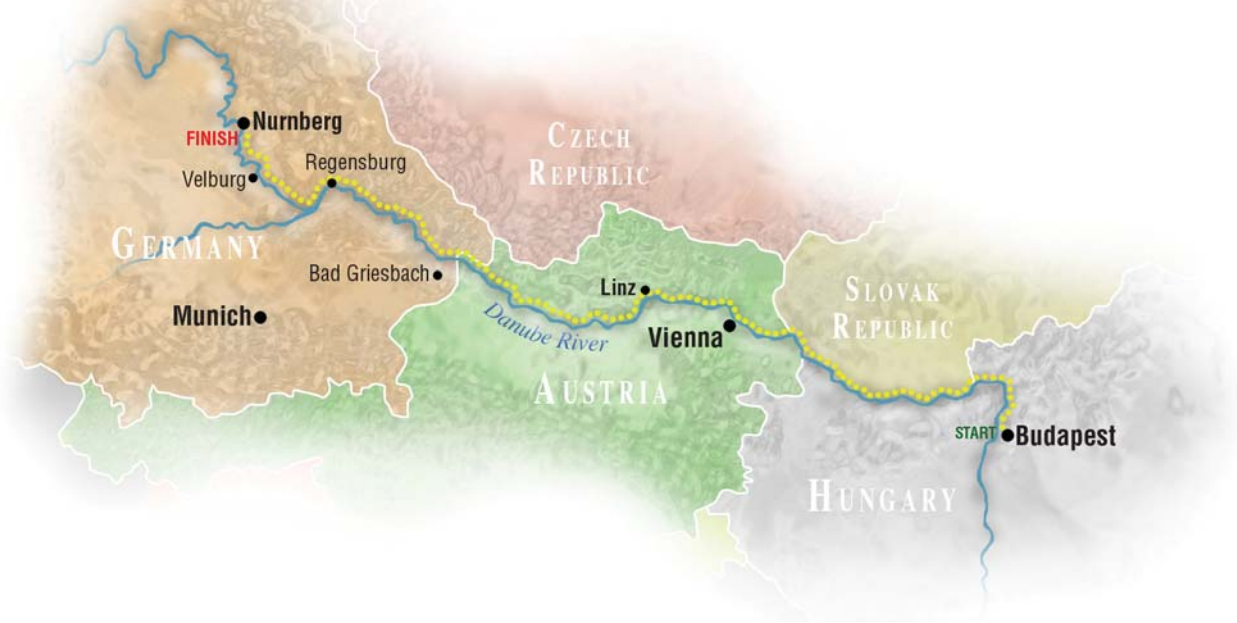 Nurnberg
FINISH
Regensburg
Velburg
CZECH
REPUBLIC
GERMANY
Bad Griesbach
Munich
Linz
Danube River
Vienna
SLOVAK
REPUBLIC
AUSTRIA
START
Budapest
HUNGARY